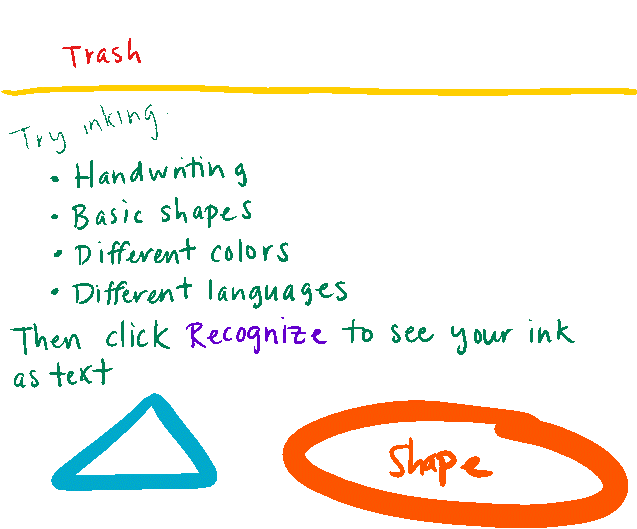 Trash
Try inking.
• Handwriting
• Basic shapes
• Different colors
• Different languages
Then click Recognize to see your ink
as text
Shape